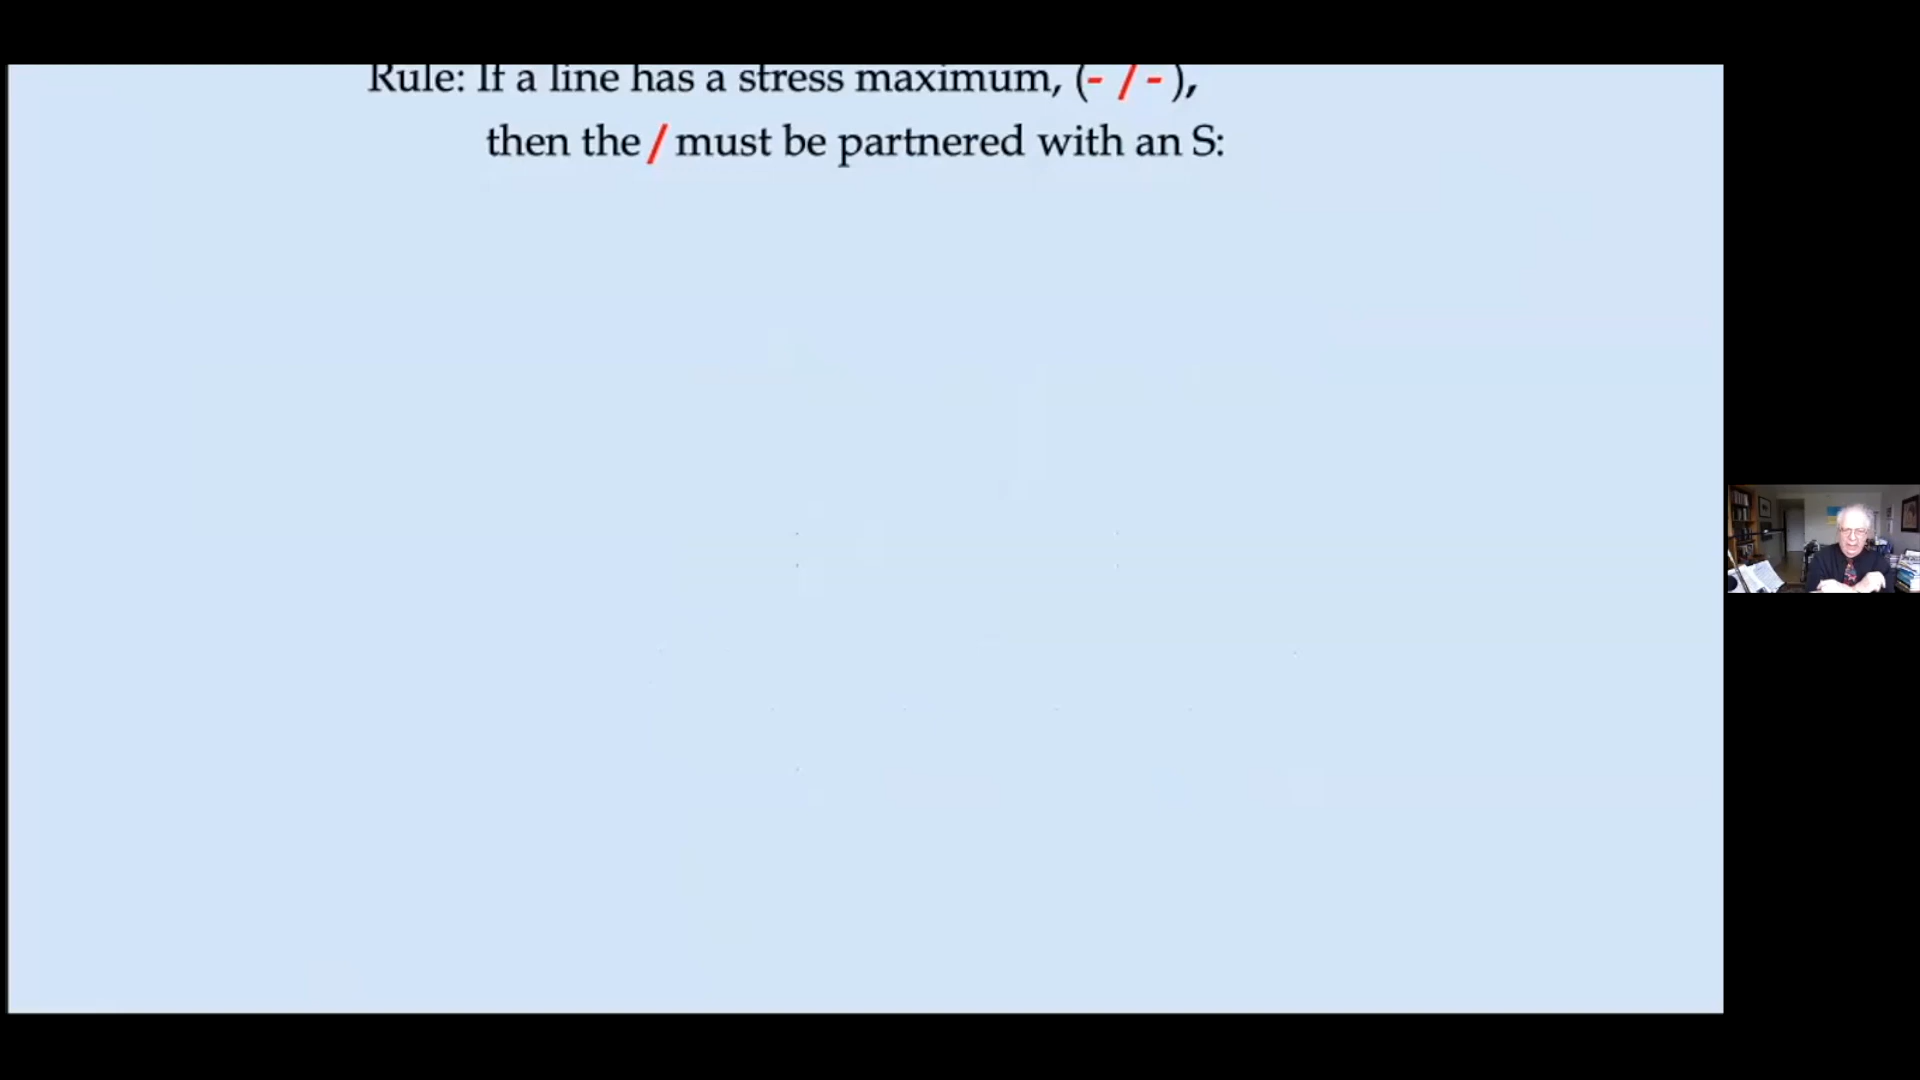 Rule: If a line has a stress maximum, (- / - ),
then the / must be partnered with an S: